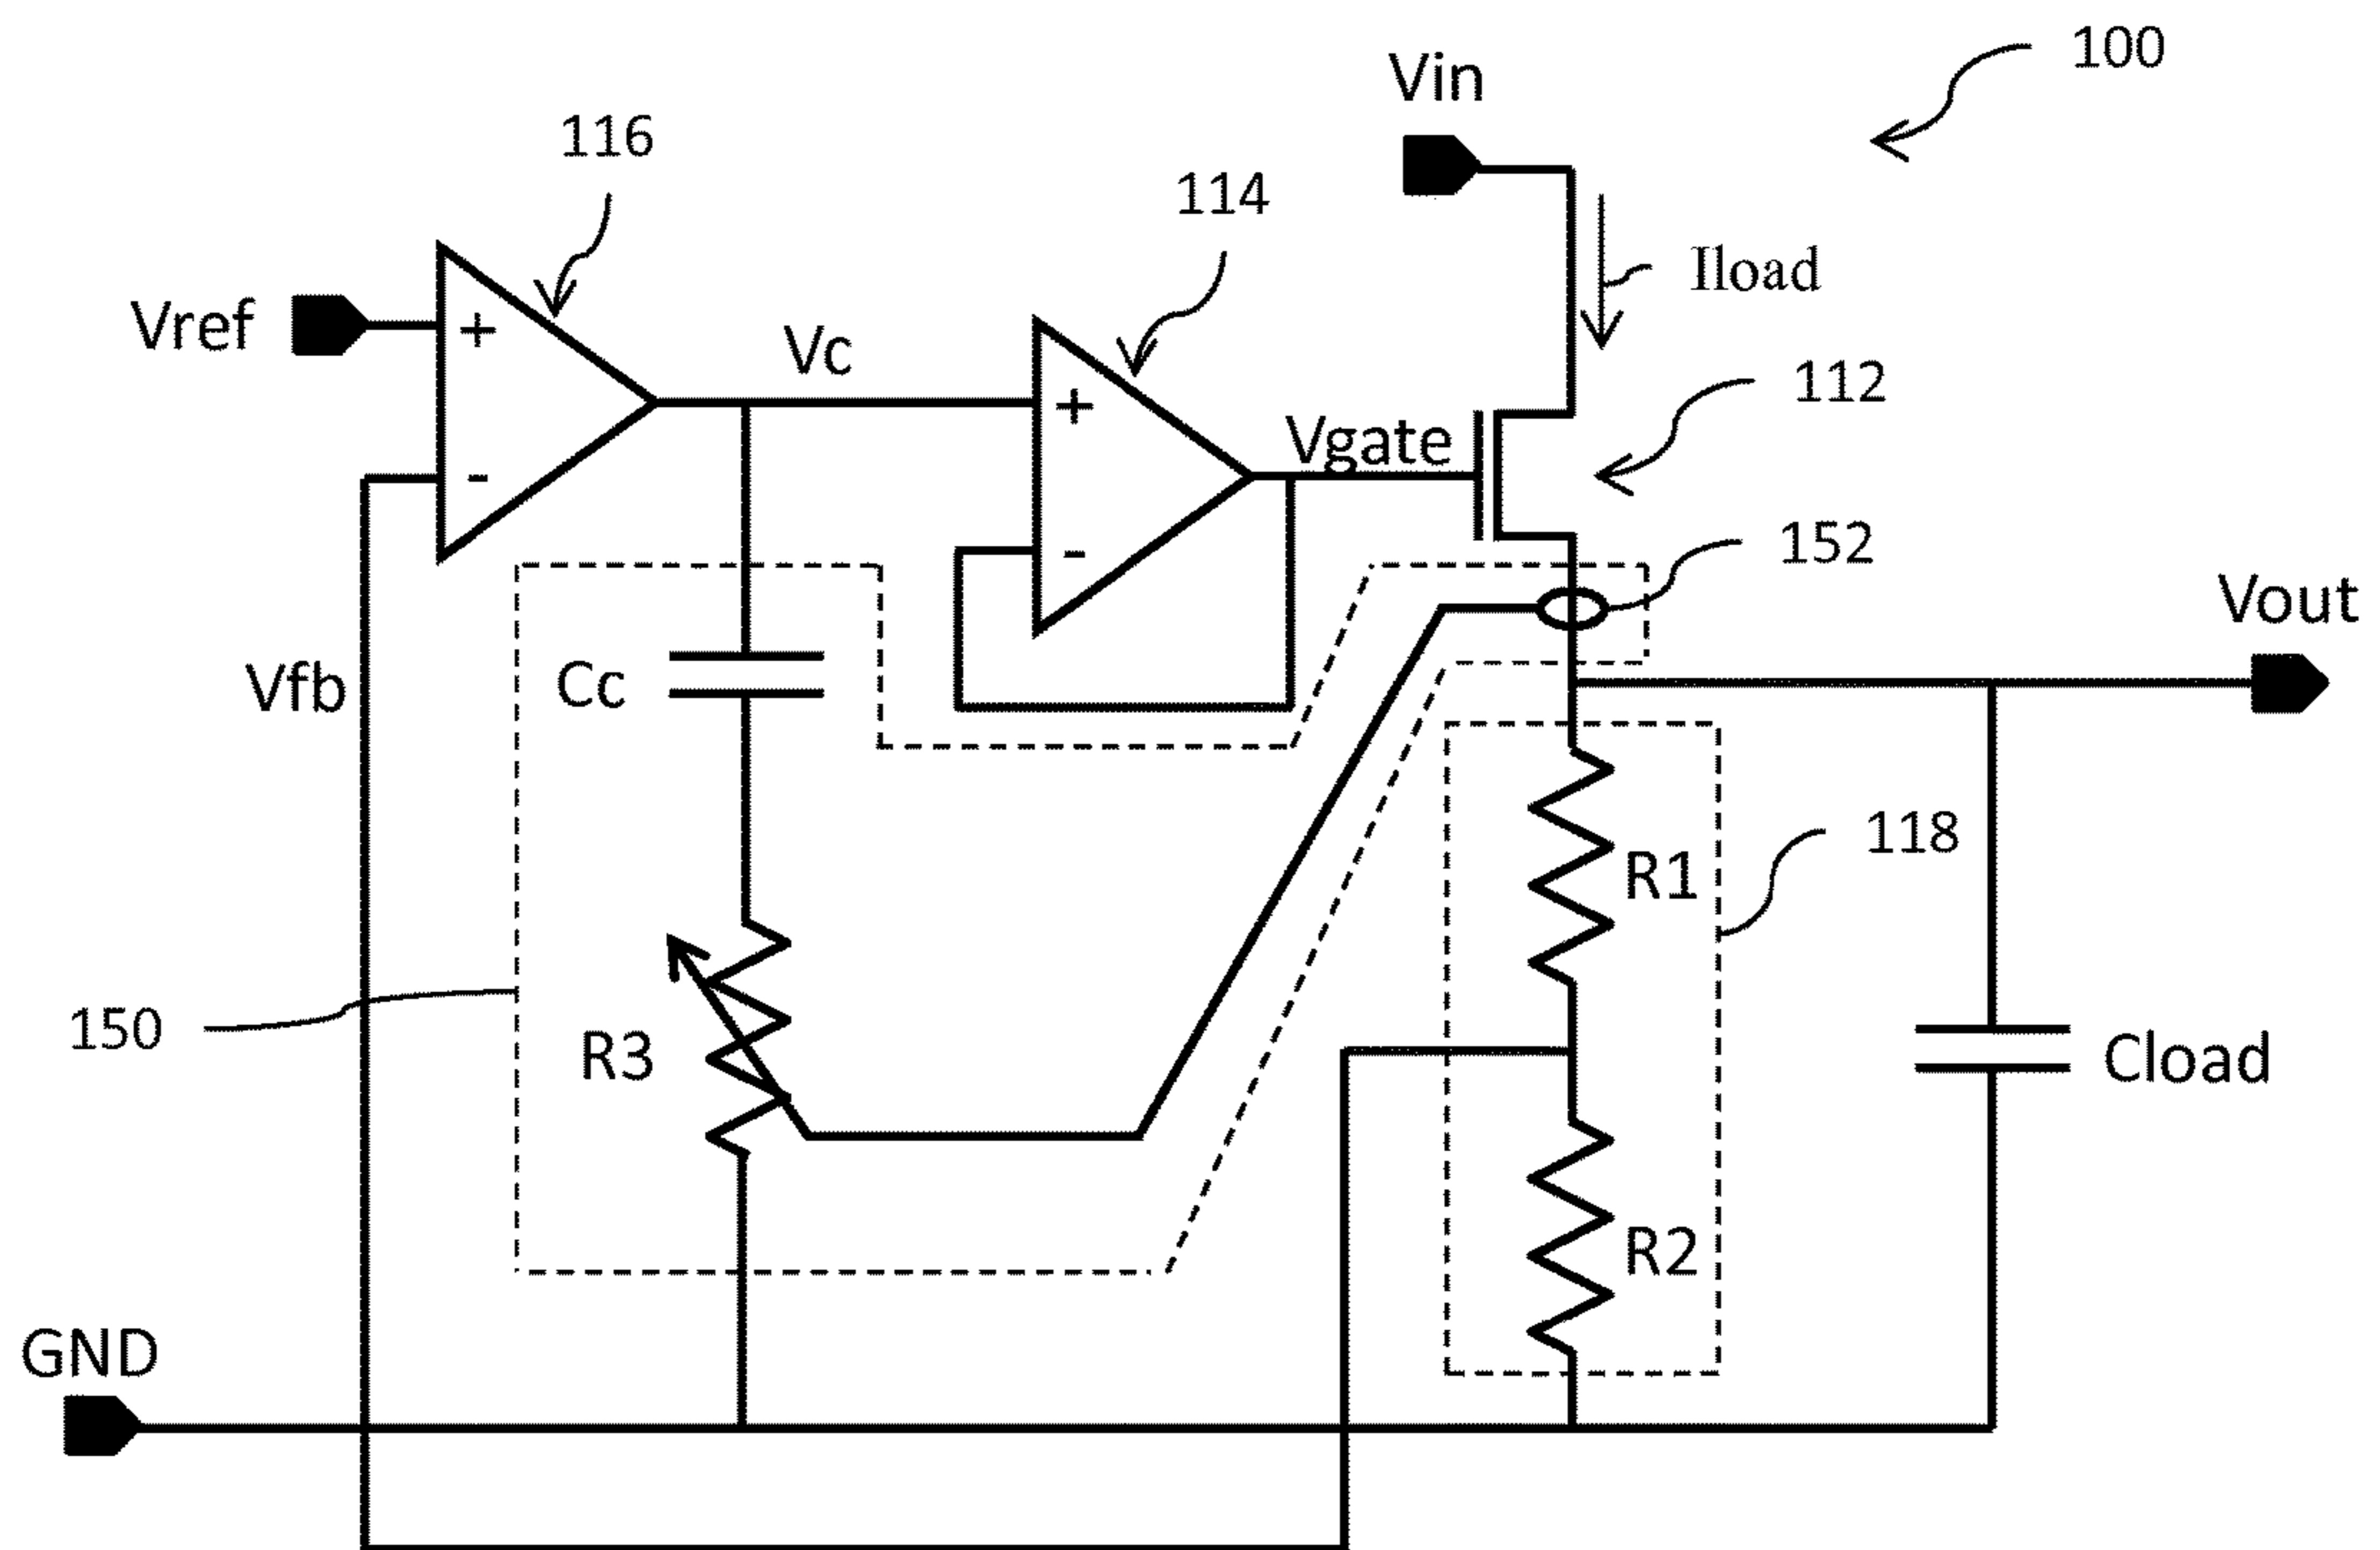 100
Vin
116
114
Iload
Vref
+
Vc
112
+
Vgate
-
152
-
Vout
Vfb
Cc
118
R1
150
R3
Cload
R2
GND